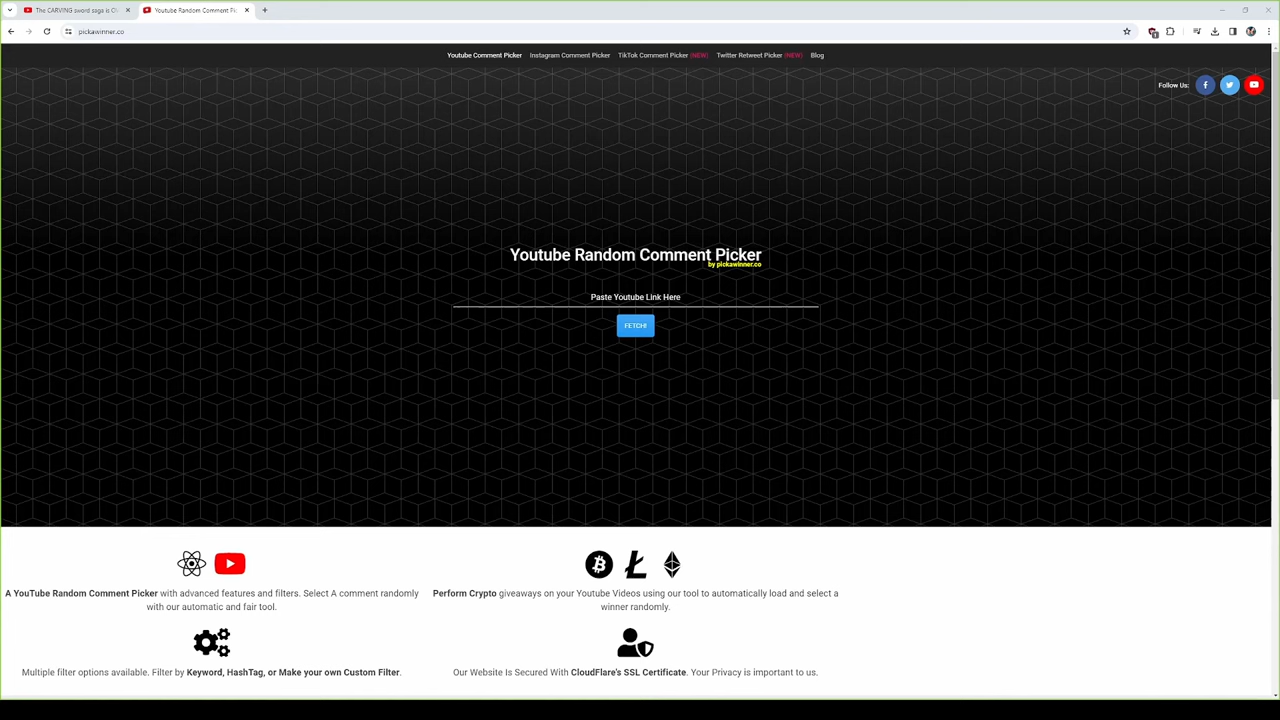 The CARVING sword saga is
Youtube Random Comment Pi
pickawinner.co
Youtube Comment Picker Instagram Comment Picker TikTok Comment Picker (NEW) Twitter Retweet Picker (NEW) Blog
Follow Us:
Youtube Random Comment Picker
by pickawinner.co
Paste Youtube Link Here
FETCH!
A YouTube Random Comment Picker with advanced features and filters. Select A comment randomly
with our automatic and fair tool.
Perform Crypto giveaways on your Youtube Videos using our tool to automatically load and select a
winner randomly.
Multiple filter options available. Filter by Keyword, HashTag, or Make your own Custom Filter.
Our Website Is Secured With CloudFlare's SSL Certificate. Your Privacy is important to us.